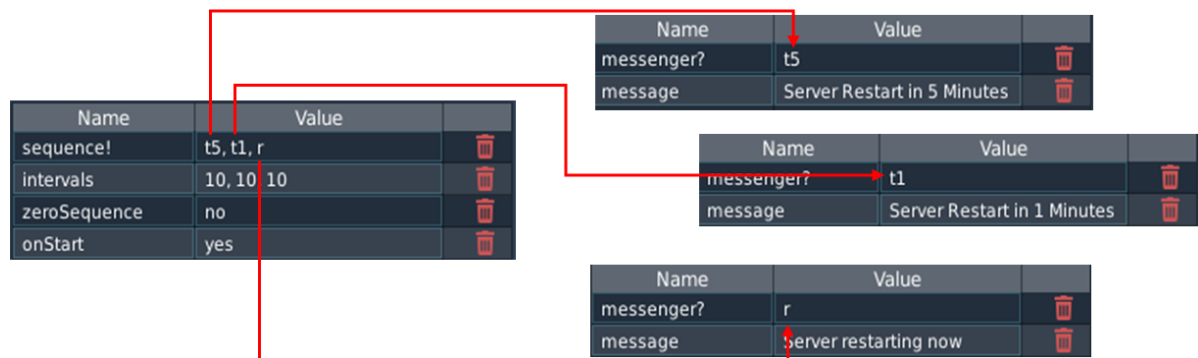 Name Value
sequence! t5, t1, r
intervals 10, 10, 10
zeroSequence no
onStart yes
Name Value
messenger? t5
message Server Restart in 5 Minutes
Name Value
messenger? t1
message Server Restart in 1 Minutes
Name Value
messenger? r
message Server restarting now